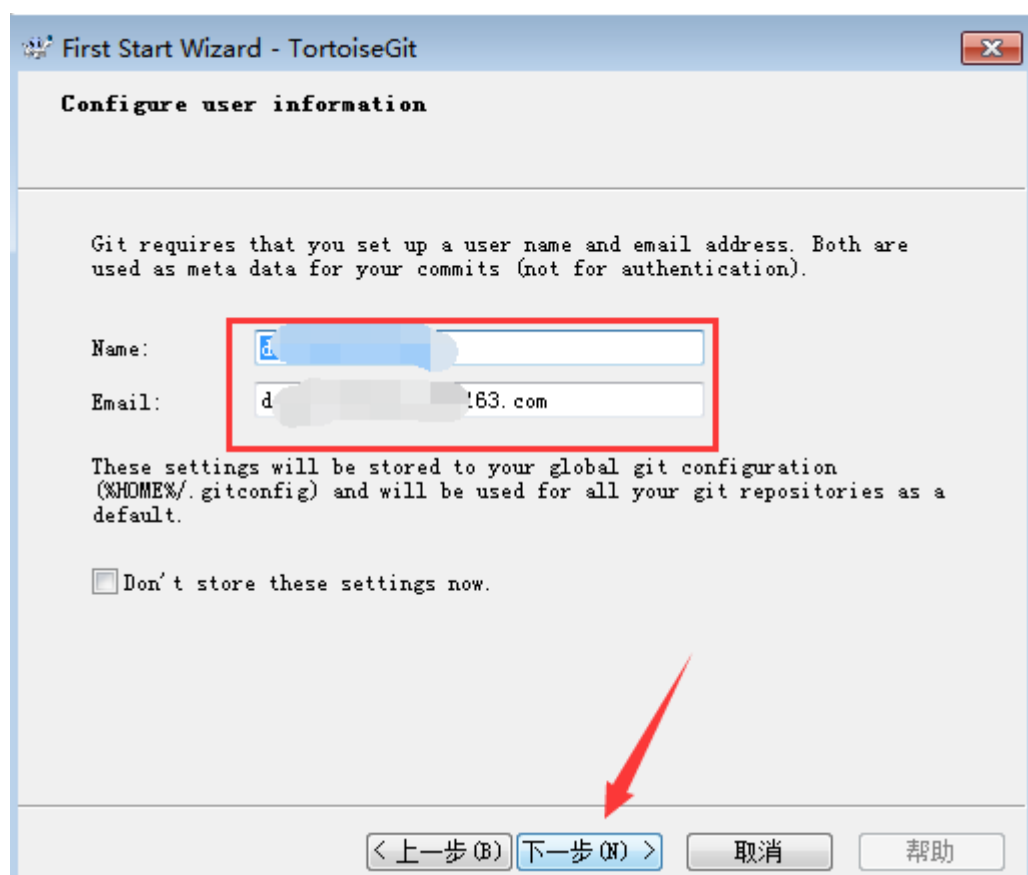 First Start Wizard - TortoiseGit
Configure user information
Git requires that you set up a user name and email address. Both are
used as meta data for your commits (not for authentication).
Name: d
Email: d 163.com
These settings will be stored to your global git configuration
(%HOME%/.gitconfig) and will be used for all your git repositories as a
default.
Don't store these settings now.
< 上一步(B) 下一步(N) > 取消 帮助